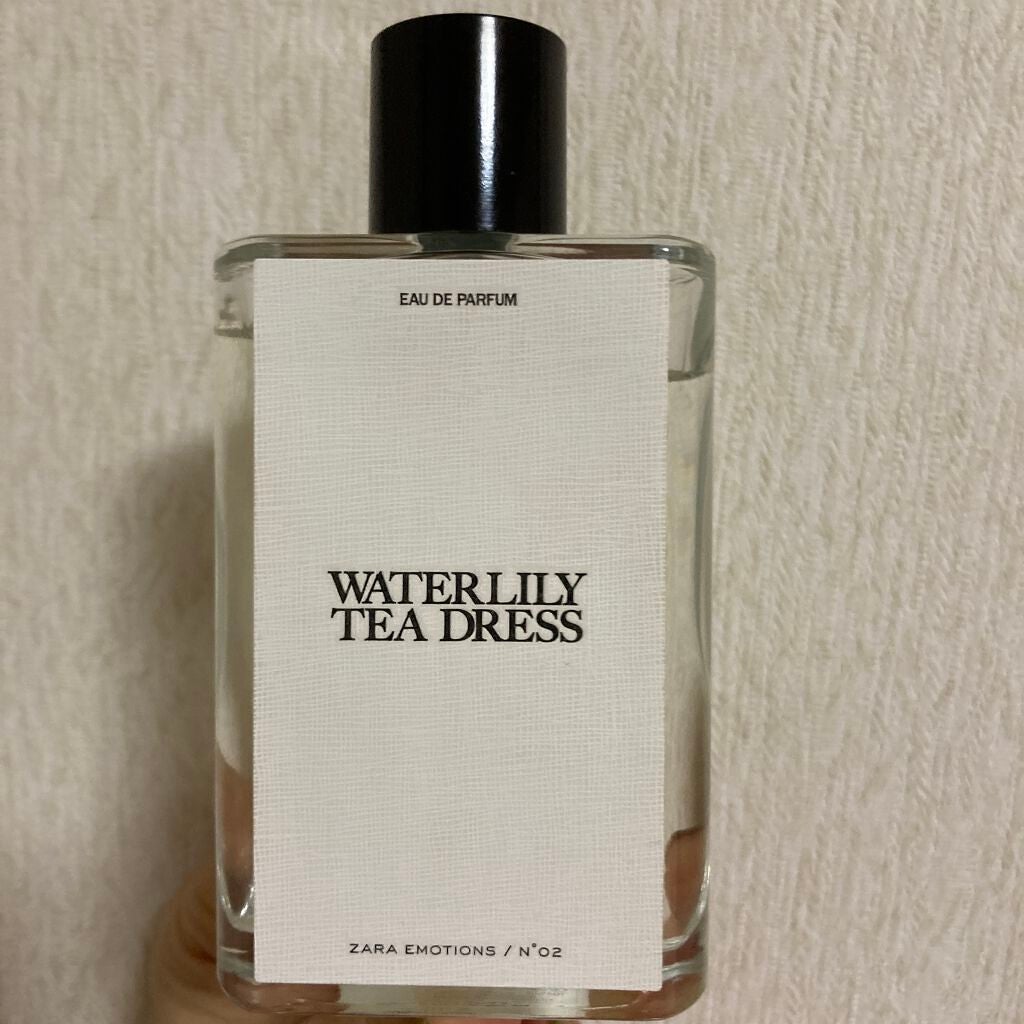 EAU DE PARFUM
WATERLILY
TEA DRESS
ZARA EMOTIONS / N°02